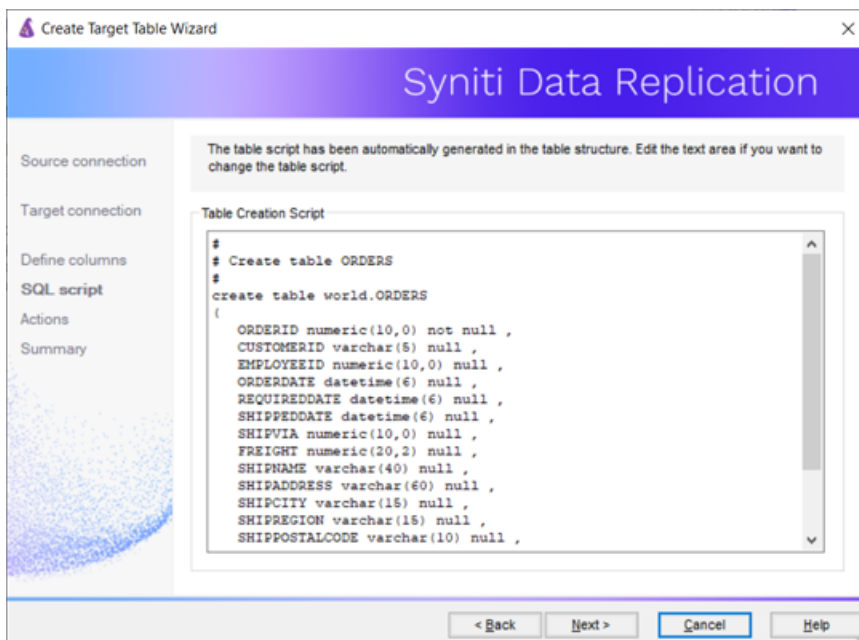 Create Target Table Wizard
Syniti Data Replication
Source connection
Target connection
Define columns
SQL script
Actions
Summary
The table script has been automatically generated in the table structure. Edit the text area if you want to
change the table script.
Table Creation Script
#
# Create table ORDERS
#
create table world.ORDERS
(
ORDERID numeric(10,0) not null ,
CUSTOMERID varchar(5) null ,
EMPLOYEEID numeric(10,0) null ,
ORDERDATE datetime(6) null ,
REQUIREDDATE datetime(6) null ,
SHIPPEDDATE datetime(6) null ,
SHIPVIA numeric(10,0) null ,
FREIGHT numeric(20,2) null ,
SHIPNAME varchar(40) null ,
SHIPADDRESS varchar(60) null ,
SHIPCITY varchar(15) null ,
SHIPREGION varchar(15) null ,
SHIPPOSTALCODE varchar(10) null ,
< Back Next > Cancel Help